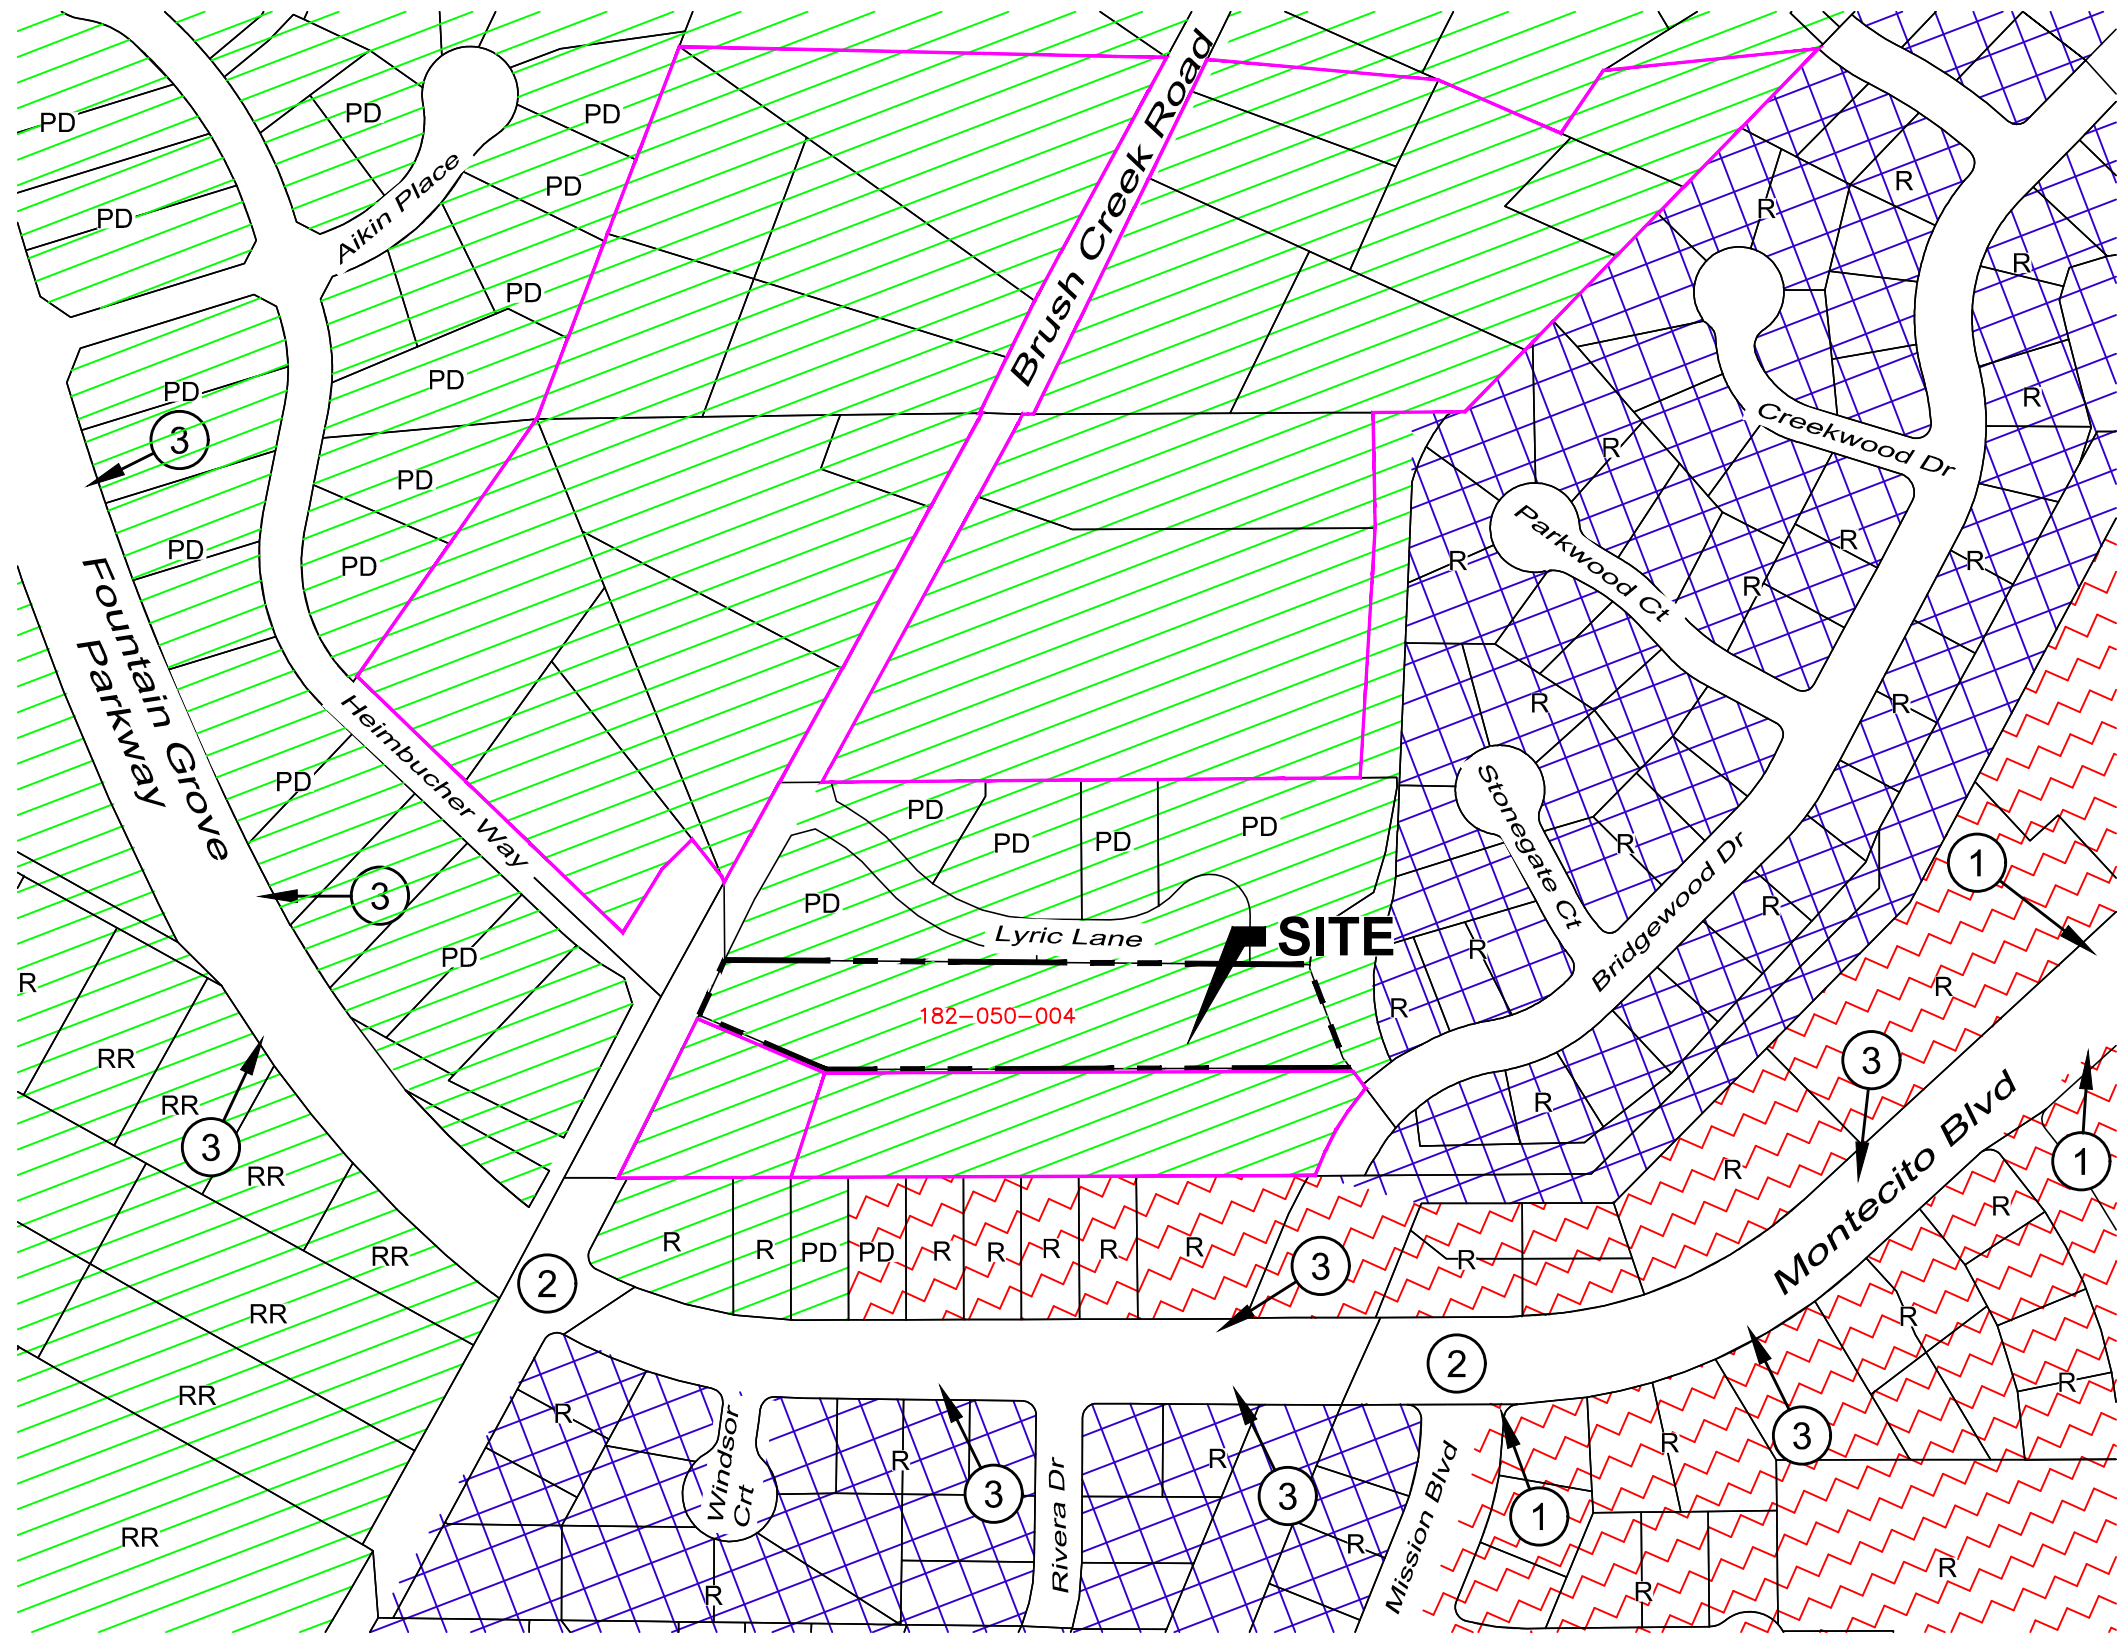 Brush Creek Road
PD
PD
PD
PD
R
Aikin Place
R
PD
R
PD
PD
PD
R
Creekwood Dr
3
R
PD
Parkwood Ct
R
PD
PD
R
R
R
Fountain Grove
Parkway
Heimbucher Way
R
R
PD
Stonegate Ct
PD
PD
PD
PD
R
Bridgewood Dr
1
3
PD
R
Lyric Lane
SITE
PD
R
R
R
182-050-004
R
RR
3
RR
R
3
Montecito Blvd
1
RR
R
R
RR
R
R
PD
PD
R
R
R
R
R
3
R
2
RR
R
2
RR
R
R
3
Windsor
Crt
R
R
R
3
3
1
Rivera Dr
Mission Blvd
RR
R
R
R
R